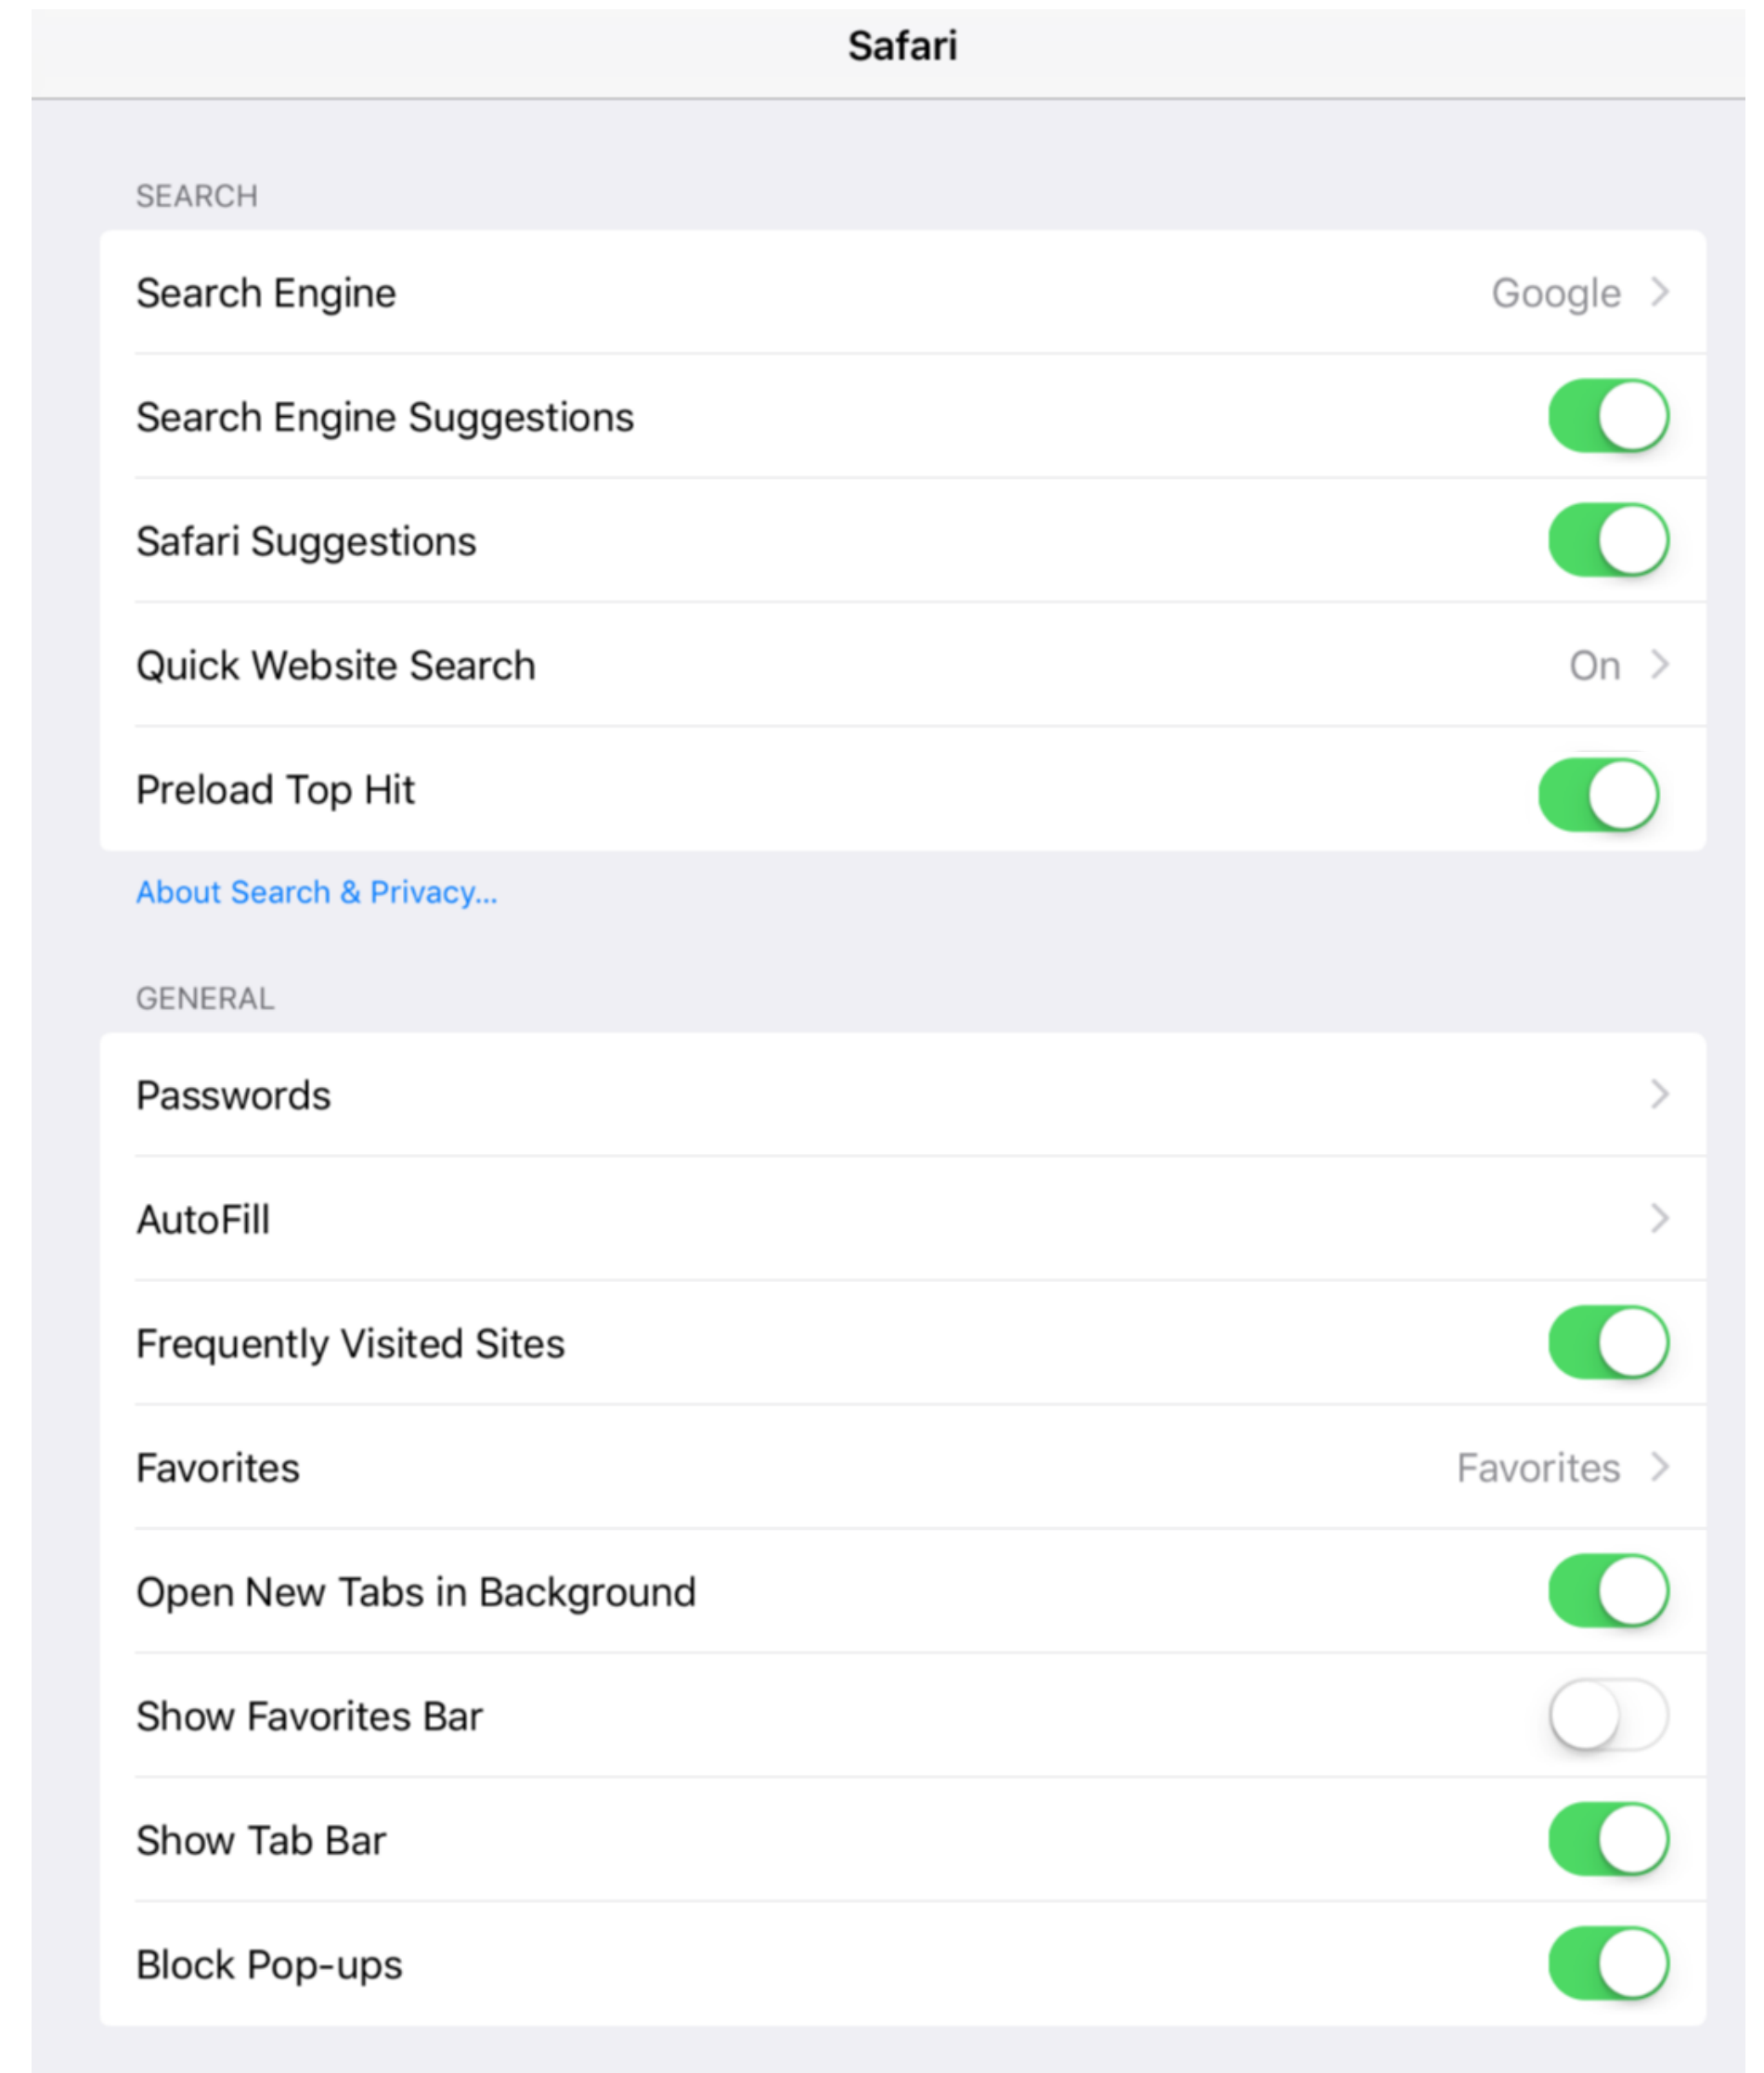 Safari
SEARCH
Search Engine Google
Search Engine Suggestions
Safari Suggestions
Quick Website Search On
Preload Top Hit
About Search & Privacy...
GENERAL
Passwords
AutoFill
Frequently Visited Sites
Favorites Favorites
Open New Tabs in Background
Show Favorites Bar
Show Tab Bar
Block Pop-ups